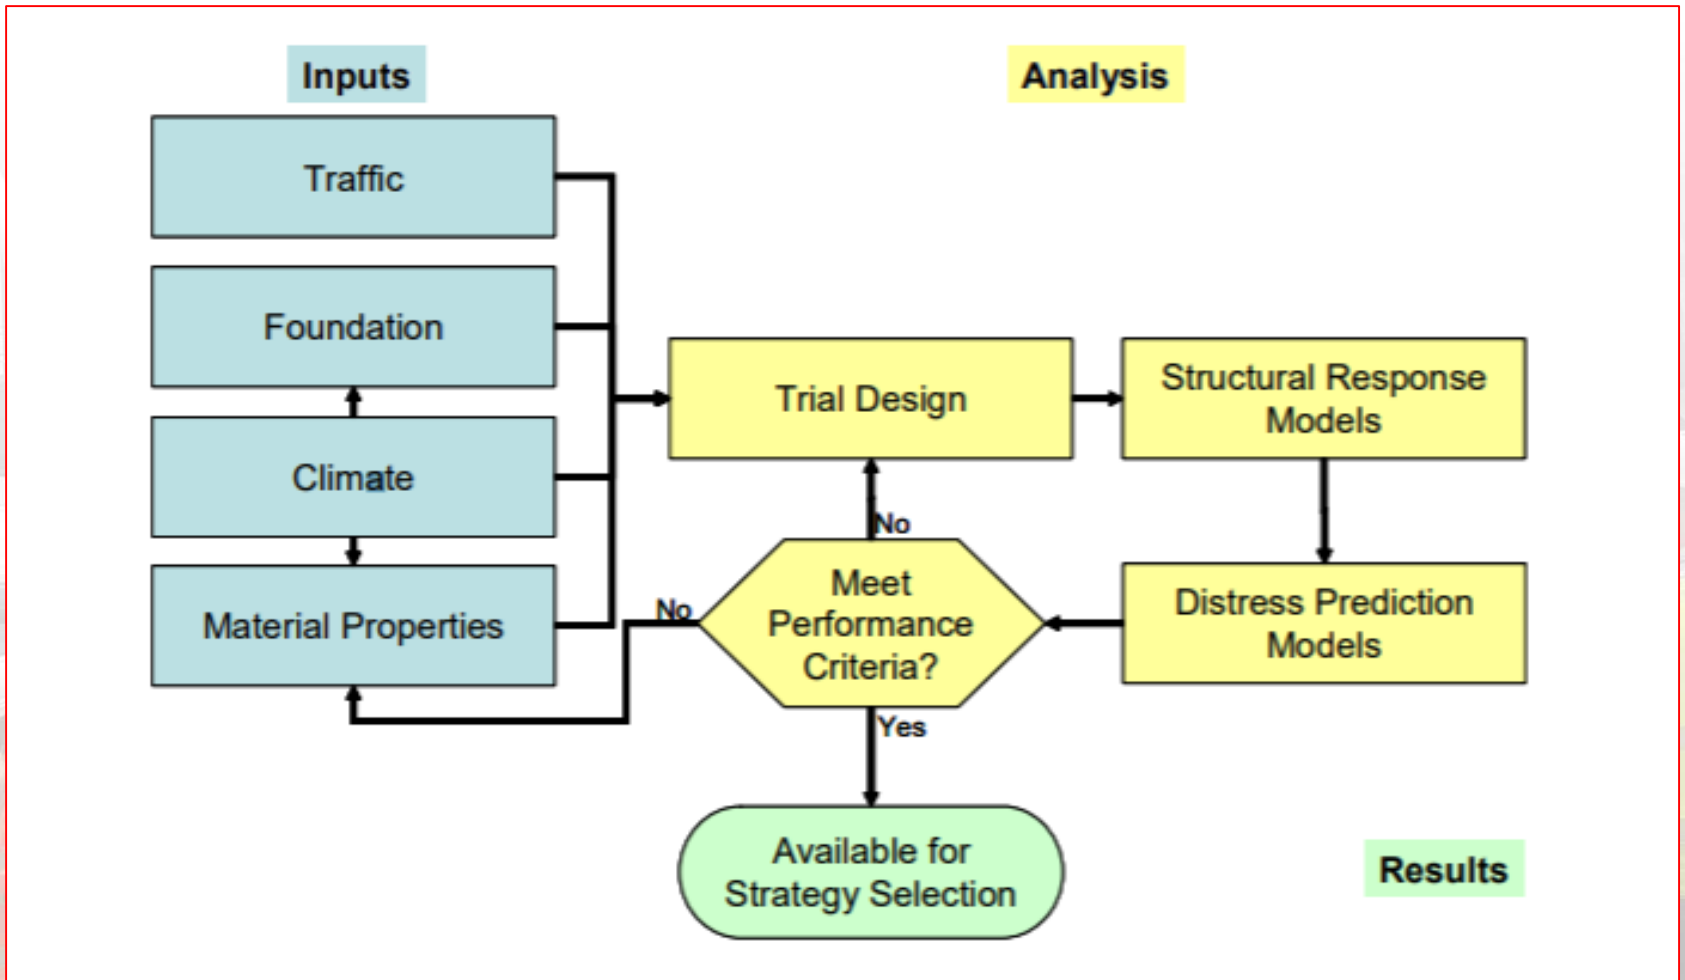 Inputs
Analysis
Traffic
Foundation
Climate
Material Properties
Trial Design
Structural Response
Models
No
No
Meet
Performance
Criteria?
Distress Prediction
Models
Yes
Available for
Strategy Selection
Results